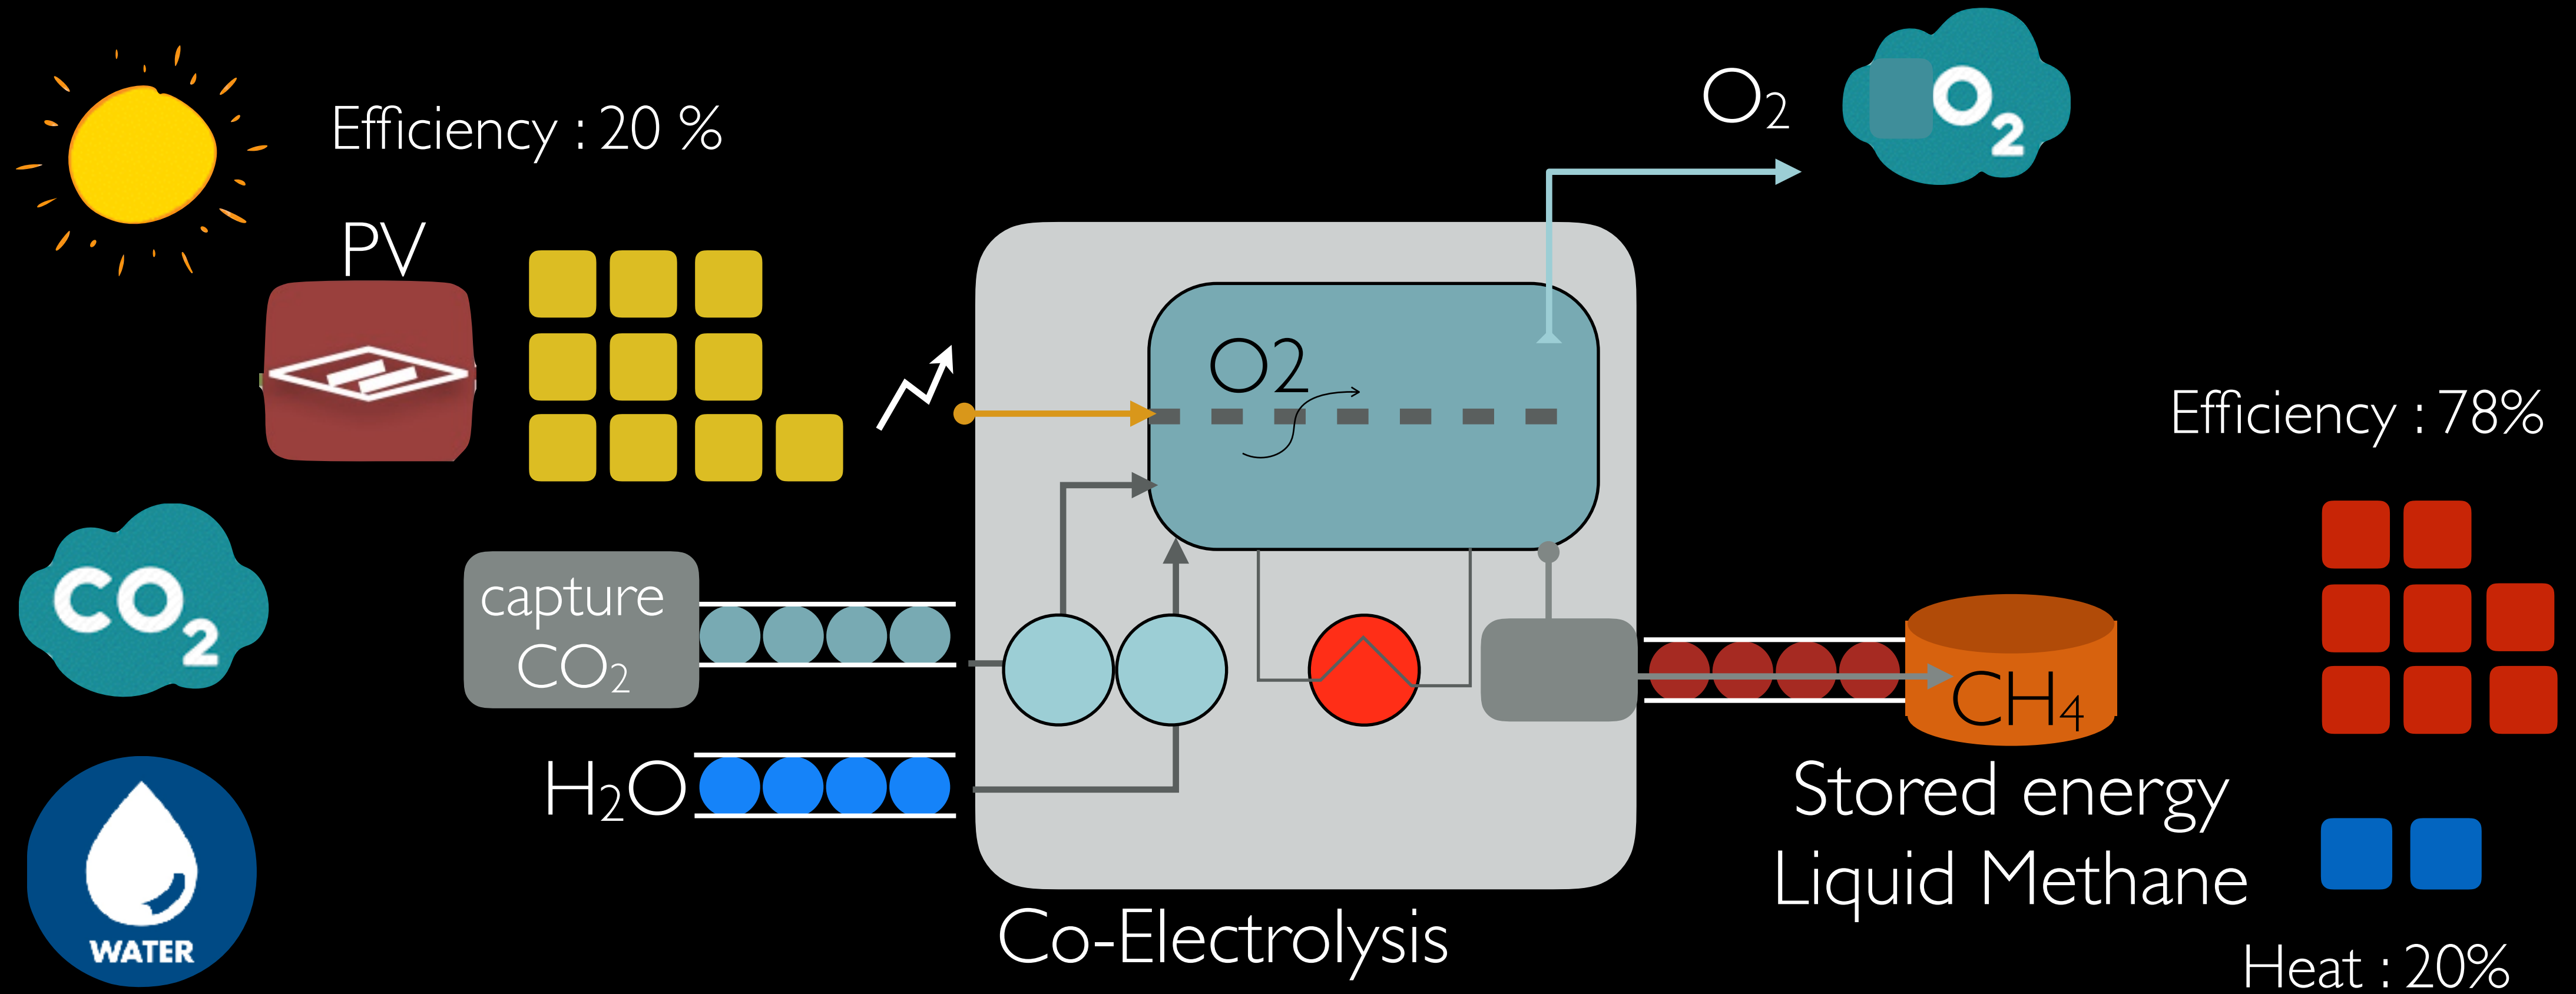 Efficiency : 20 %
PV
O₂
O₂
O2
Efficiency : 78%
CO₂
capture
CO₂
H₂O
WATER
CH₄
Stored energy
Liquid Methane
Co-Electrolysis
Heat : 20%